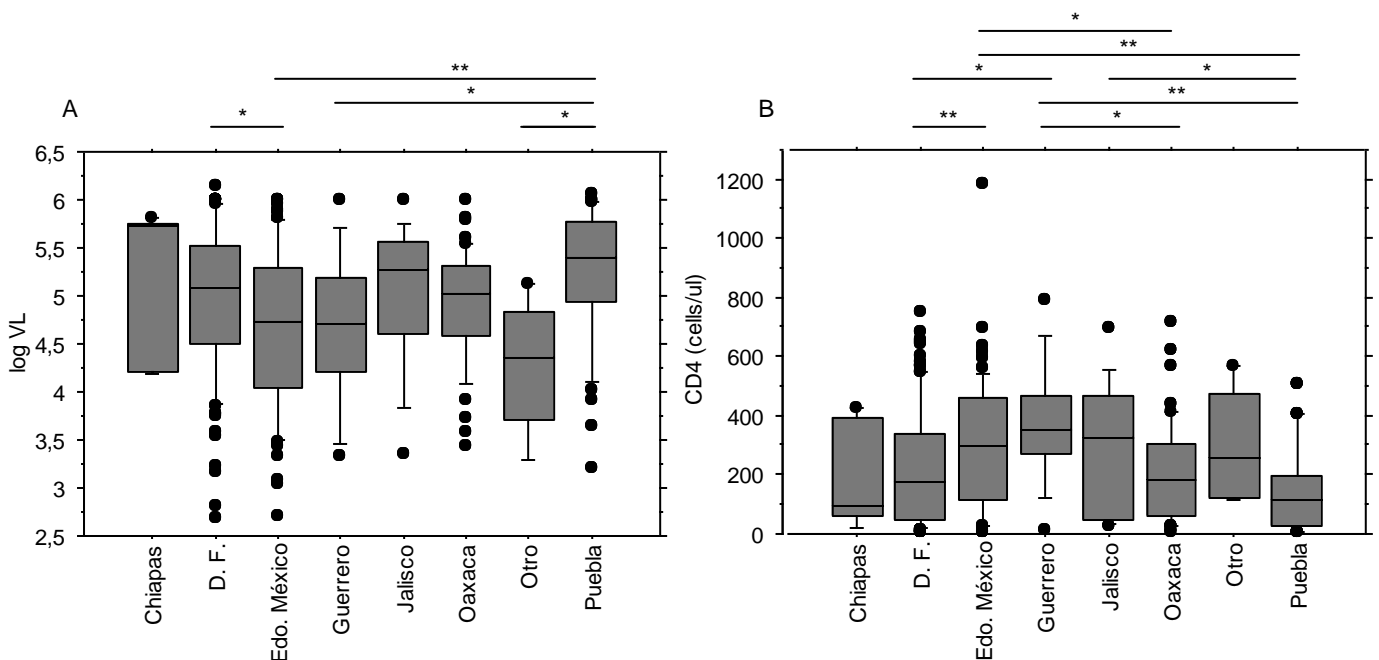 *
**
**
*
*
*
A
**
B
*
*
**
*
6,5
6
5,5
5
4,5
4
3,5
3
2,5
log VL
Chiapas
D. F.
Edo. México
Guerrero
Jalisco
Oaxaca
Otro
Puebla
1200
1000
800
600
400
200
0
CD4 (cells/ul)
Chiapas
D. F.
Edo. México
Guerrero
Jalisco
Oaxaca
Otro
Puebla